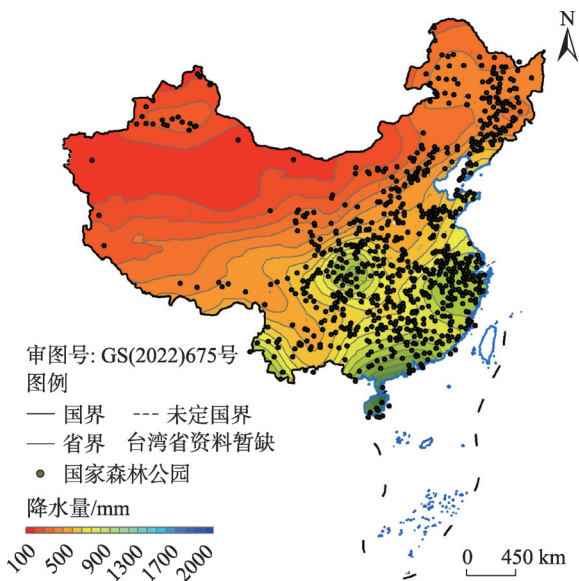 N
审图号: GS(2022)675号
图例
国界 未定国界
省界 台湾省资料暂缺
国家森林公园
降水量/mm
100 500 900 1300 1700 2000
0 450 km